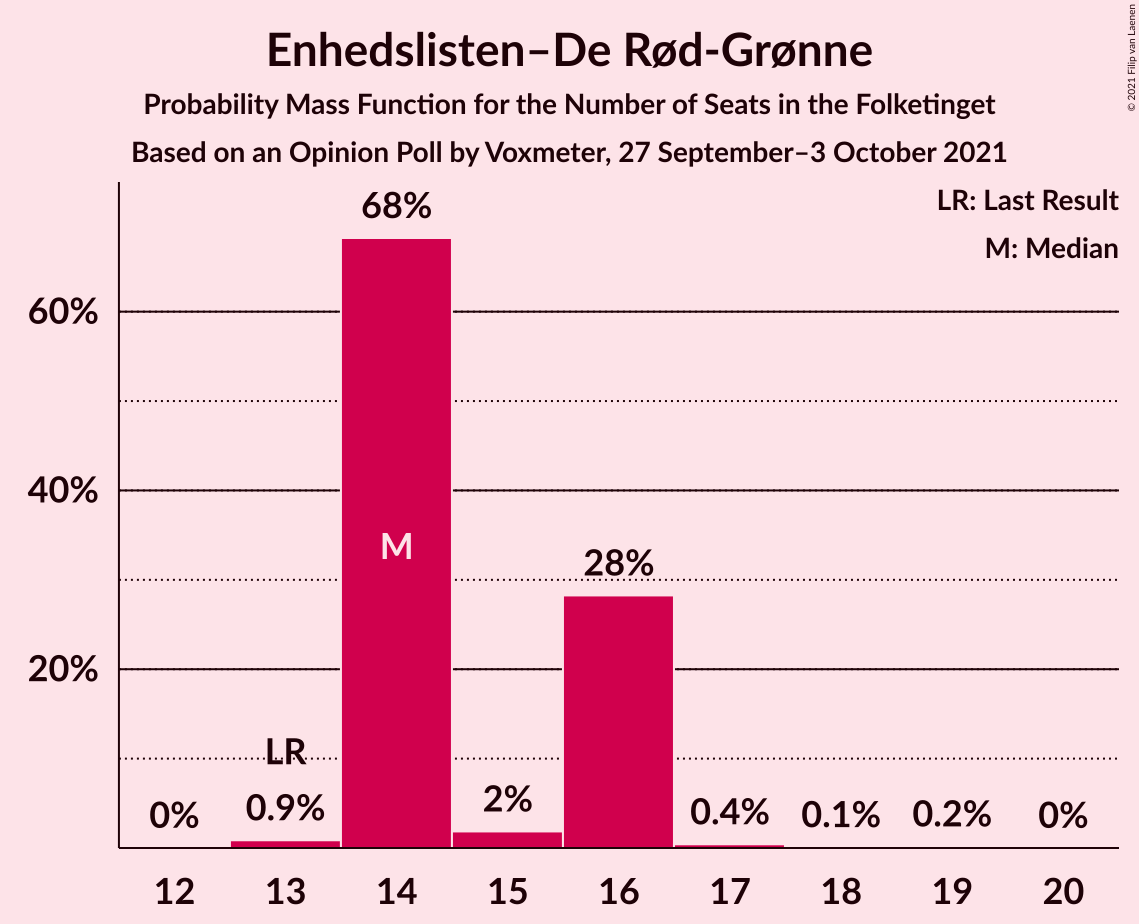 Enhedslisten–De Rød-Grønne
Probability Mass Function for the Number of Seats in the Folketinget
Based on an Opinion Poll by Voxmeter, 27 September–3 October 2021
© 2021 Filip van Laenen
LR: Last Result
M: Median
68%
60%
40%
M
28%
20%
LR
0%
0.9%
2%
0.4%
0.1%
0.2%
0%
12 13 14 15 16 17 18 19 20